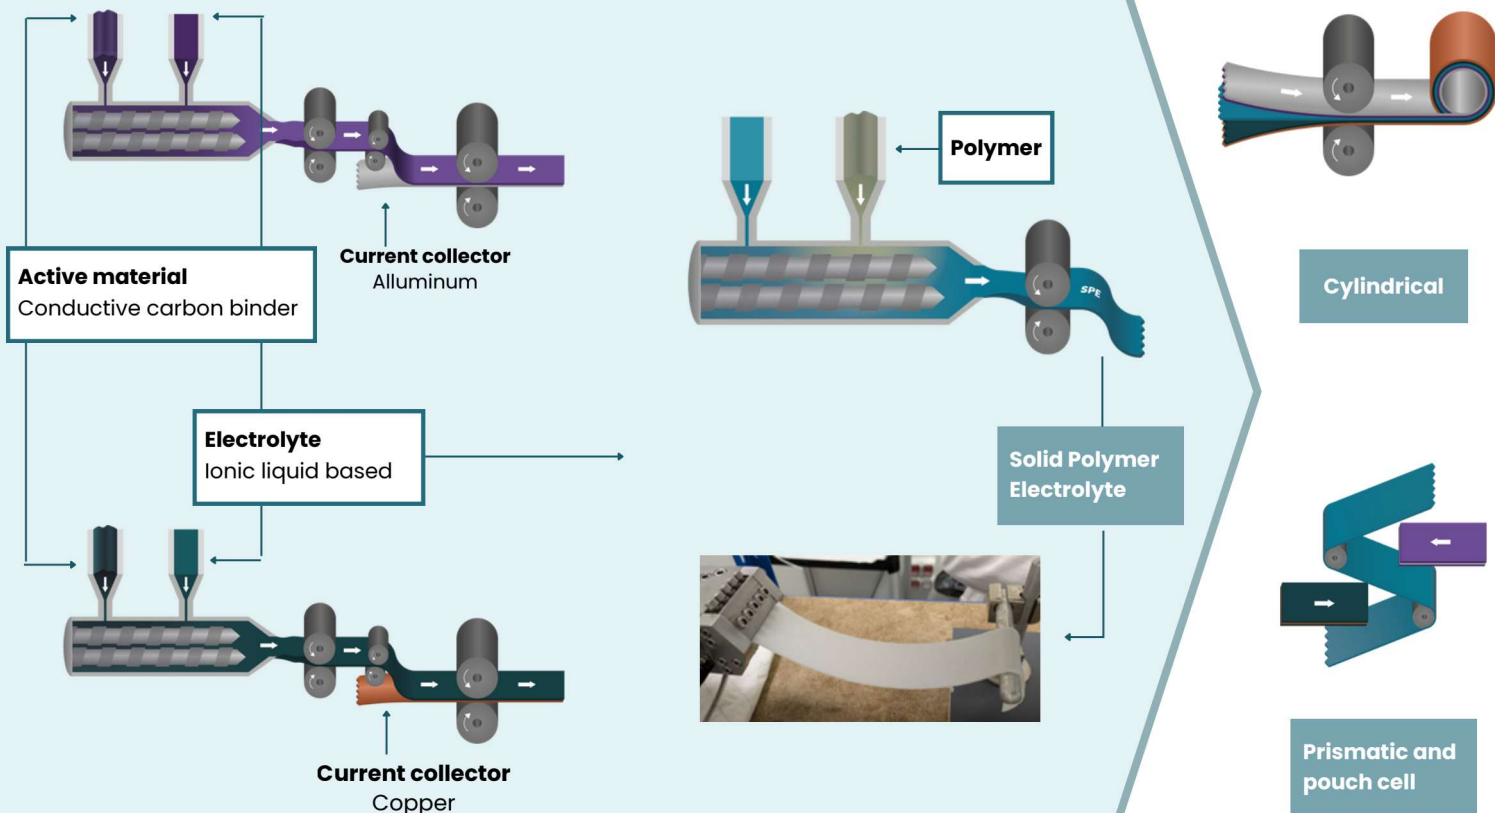 Polymer
Current collector
Alluminum
Active material
Conductive carbon binder
SPE
Cylindrical
Electrolyte
Ionic liquid based
Solid Polymer
Electrolyte
Current collector
Copper
Prismatic and
pouch cell